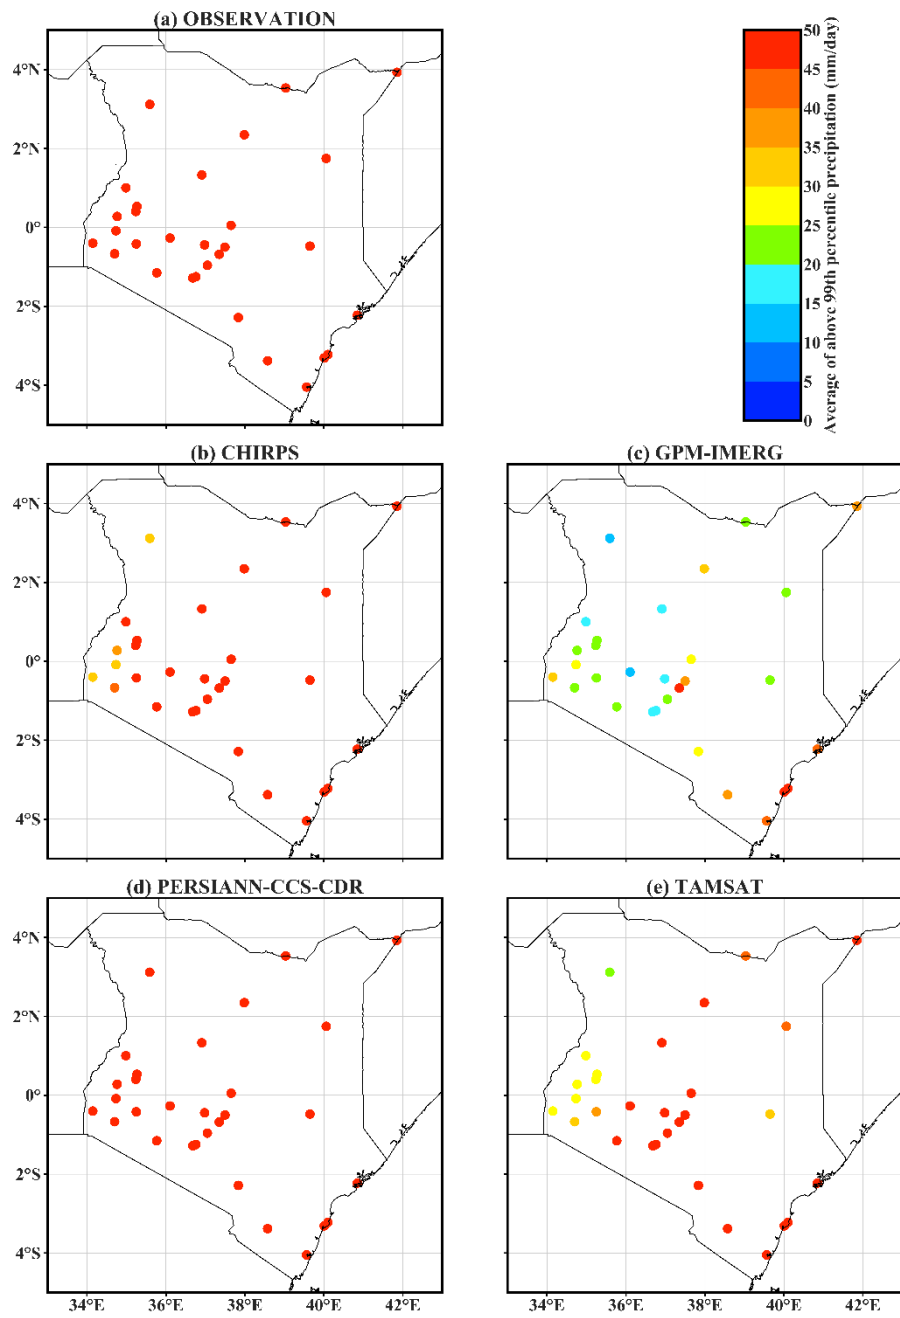 (a) OBSERVATION
4°N
2°N
0°
2°S
4°S
50
45
40
35
30
25
20
15
10
5
0
Average of above 99th percentile precipitation (mm/day)
(b) CHIRPS
(c) GPM-IMERG
4°N
2°N
0°
2°S
4°S
(d) PERSIANN-CCS-CDR
(e) TAMSAT
4°N
2°N
0°
2°S
4°S
34°E 36°E 38°E 40°E 42°E
34°E 36°E 38°E 40°E 42°E